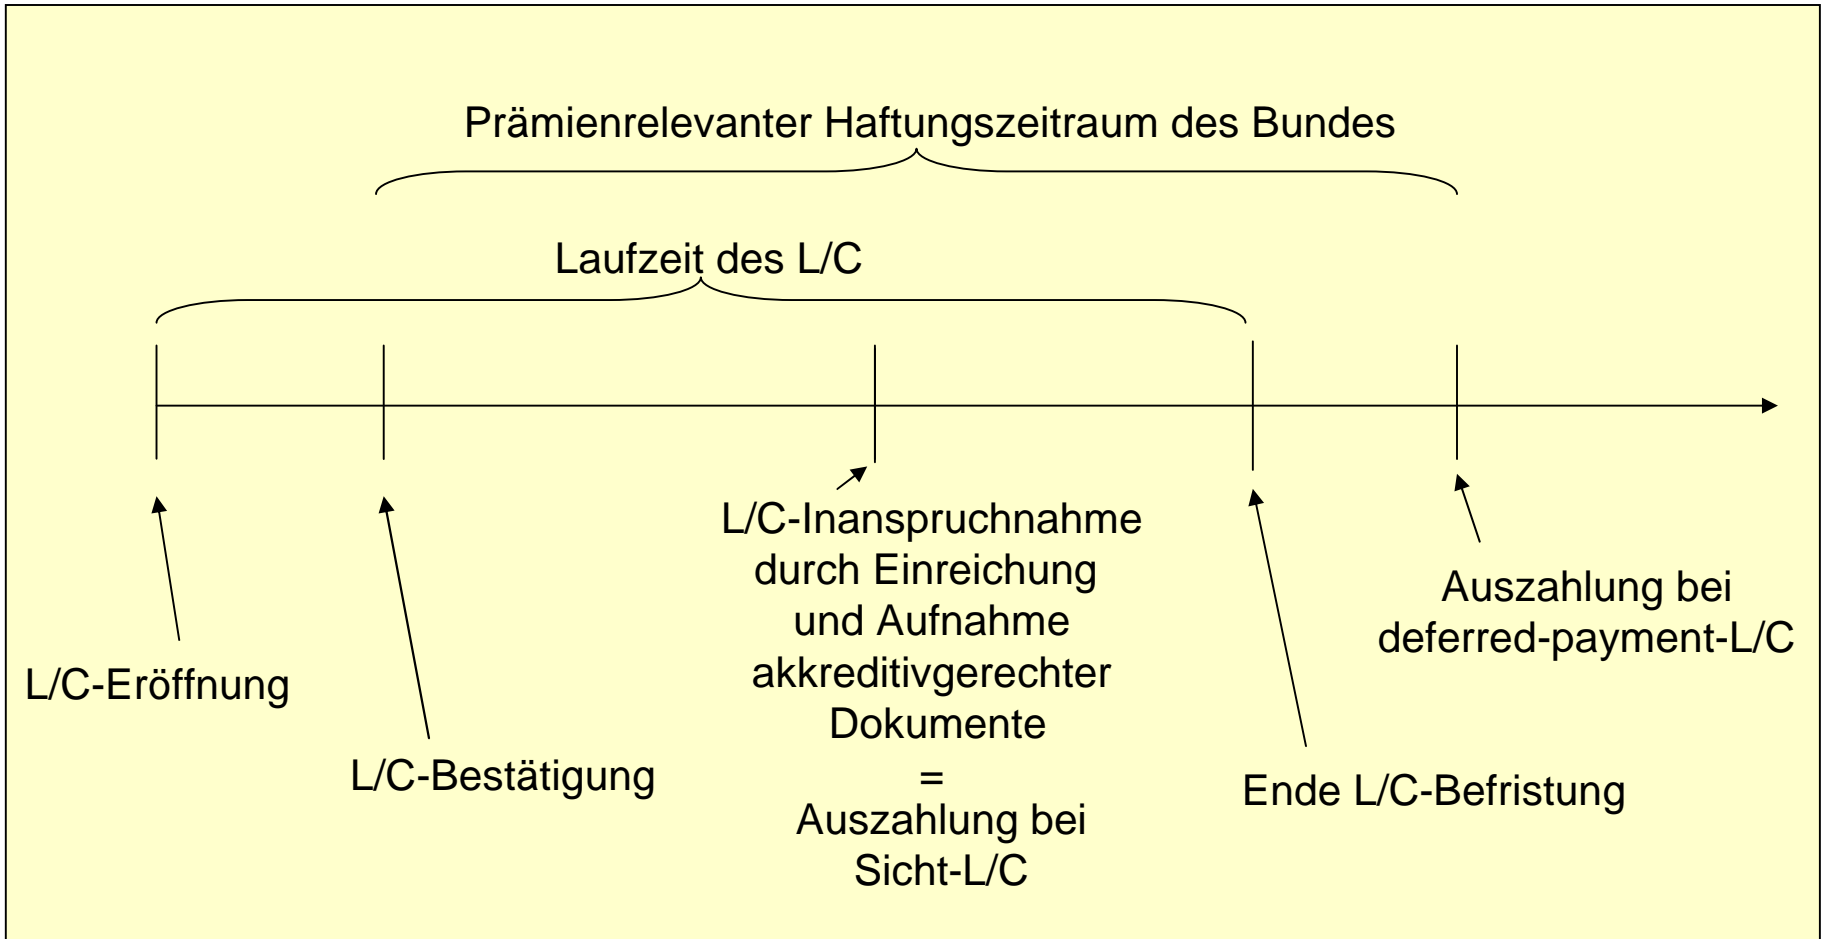 Prämienrelevanter Haftungszeitraum des Bundes
Laufzeit des L/C
L/C-Eröffnung
L/C-Bestätigung
L/C-Inanspruchnahme
durch Einreichung
und Aufnahme
akkreditivgerechter
Dokumente
=
Auszahlung bei
Sicht-L/C
Ende L/C-Befristung
Auszahlung bei
deferred-payment-L/C